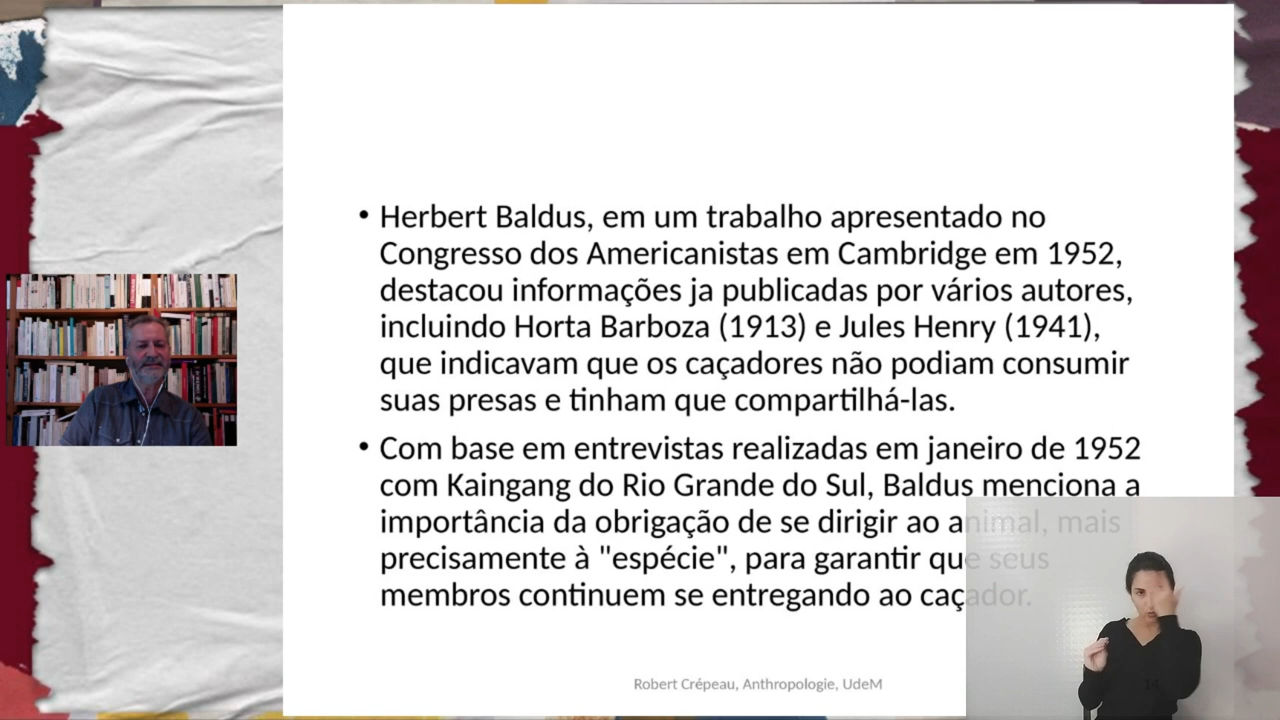 • Herbert Baldus, em um trabalho apresentado no
Congresso dos Americanistas em Cambridge em 1952,
destacou informações ja publicadas por vários autores,
incluindo Horta Barboza (1913) e Jules Henry (1941),
que indicavam que os caçadores não podiam consumir
suas presas e tinham que compartilhá-las.
• Com base em entrevistas realizadas em janeiro de 1952
com Kaingang do Rio Grande do Sul, Baldus menciona a
importância da obrigação de se dirigir ao animal, mais
precisamente à "espécie", para garantir que seus
membros continuem se entregando ao caçador.
Robert Crépeau, Anthropologie, UdeM
14